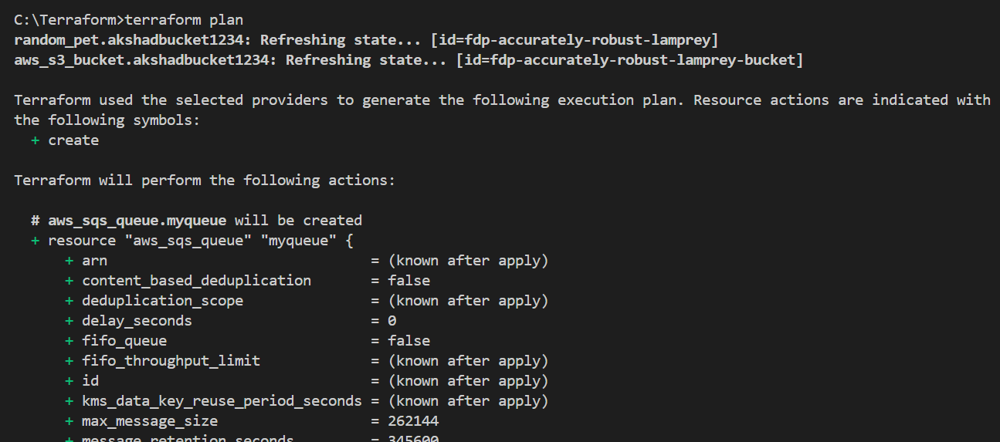 C:\Terraform>terraform plan
random_pet.akshadbucket1234: Refreshing state... [id=fdp-accurately-robust-lamprey]
aws_s3_bucket.akshadbucket1234: Refreshing state... [id=fdp-accurately-robust-lamprey-bucket]
Terraform used the selected providers to generate the following execution plan. Resource actions are indicated with
the following symbols:
+ create
Terraform will perform the following actions:
# aws_sqs_queue.myqueue will be created
+ resource "aws_sqs_queue" "myqueue" {
+ arn = (known after apply)
+ content_based_deduplication = false
+ deduplication_scope = (known after apply)
+ delay_seconds = 0
+ fifo_queue = false
+ fifo_throughput_limit = (known after apply)
+ id = (known after apply)
+ kms_data_key_reuse_period_seconds = (known after apply)
+ max_message_size = 262144
+ message_retention_seconds = 345600